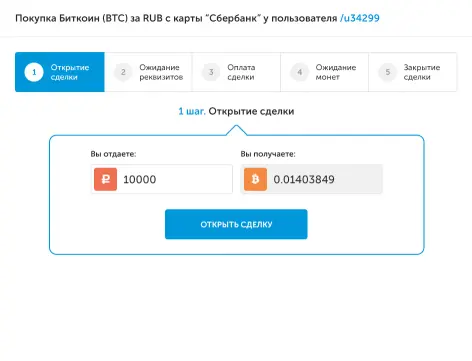 Покупка Биткоин (BTC) за RUB с карты “Сбербанк” у пользователя /u34299
1 Открытие сделки
2 Ожидание реквизитов
3 Оплата сделки
4 Ожидание монет
5 Закрытие сделки
1 шаг. Открытие сделки
Вы отдаете: Вы получаете:
₽ 10000 ₿ 0.01403849
ОТКРЫТЬ СДЕЛКУ